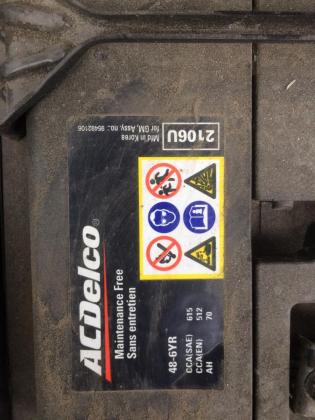 ACDelco®
Maintenance Free
Sans entretien
48-6YR
CCA(SAE) 615
CCA(EN) 512
AH 70
2106U
Mfd in Korea
for GM, Assy no.: 95482106